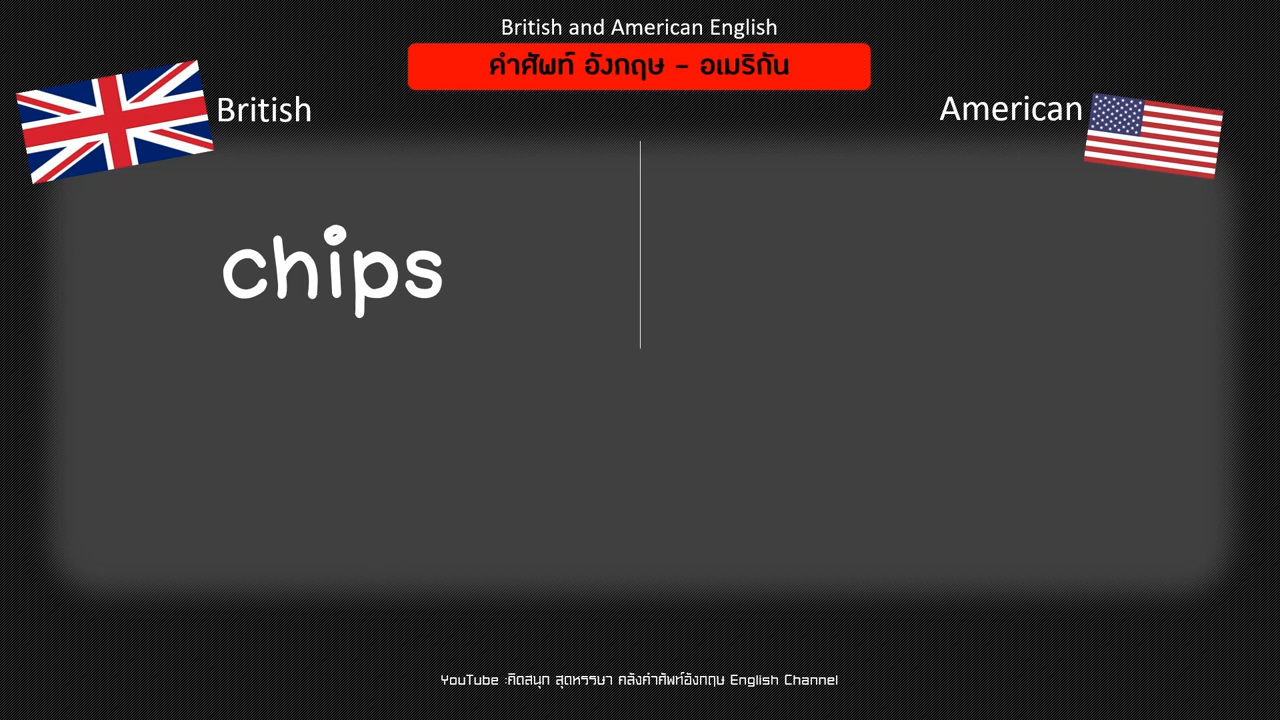 British and American English
คำศัพท์ อังกฤษ - อเมริกัน
British
American
chips
YouTube :คิดสนุก สุดหรรษา คลังคำศัพท์อังกฤษ English Channel